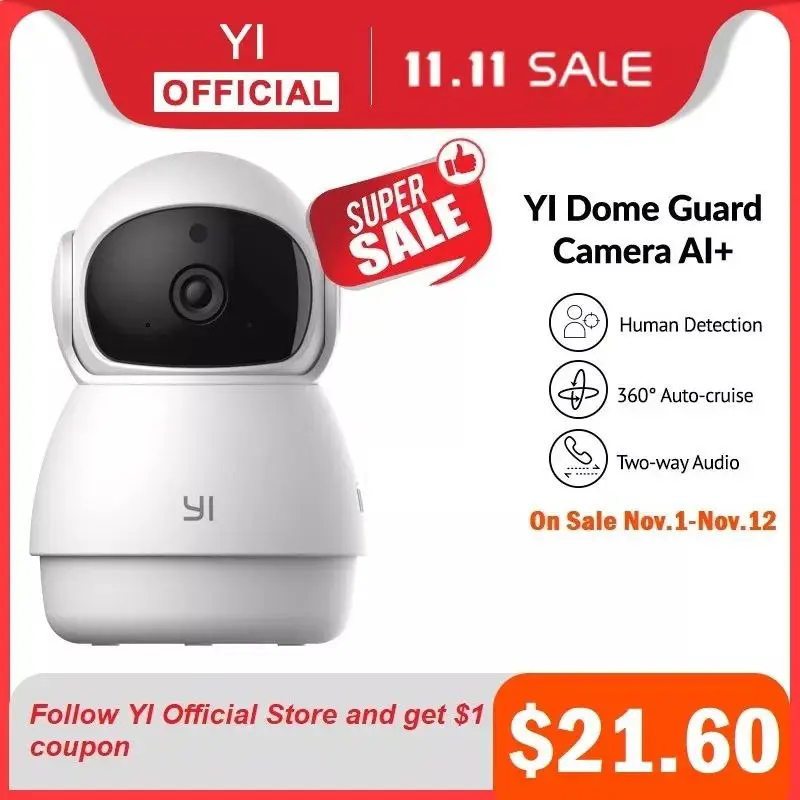 YI
OFFICIAL
11.11 SALE
SUPER
SALE
YI Dome Guard
Camera AI+
Human Detection
360° Auto-cruise
Two-way Audio
On Sale Nov.1-Nov.12
YI
Follow YI Official Store and get $1
coupon
$21.60